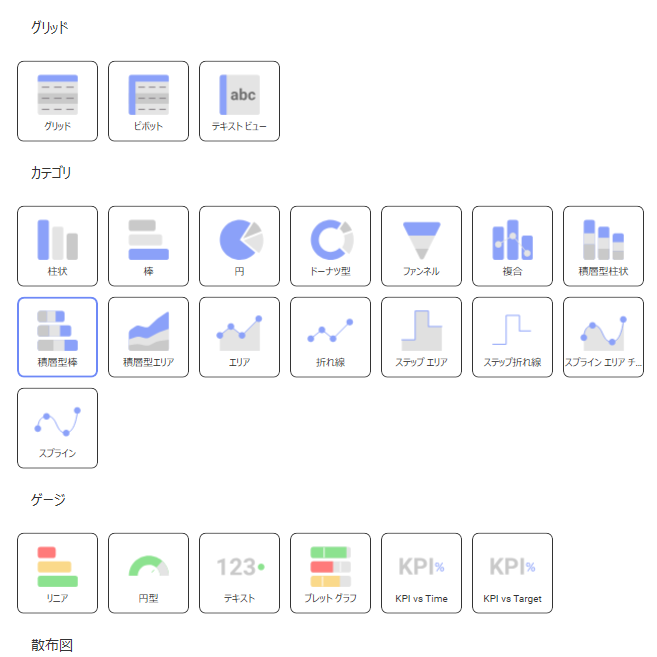 グリッド
abc
グリッド ピボット テキスト ビュー
カテゴリ
柱状 棒 円 ドーナツ型 ファンネル 複合 積層型柱状
積層型棒 積層型エリア エリア 折れ線 ステップ エリア ステップ折れ線 スプライン エリア チ...
スプライン
ゲージ
123 KPI% KPI%
リニア 円型 テキスト ブレット グラフ KPI vs Time KPI vs Target
散布図